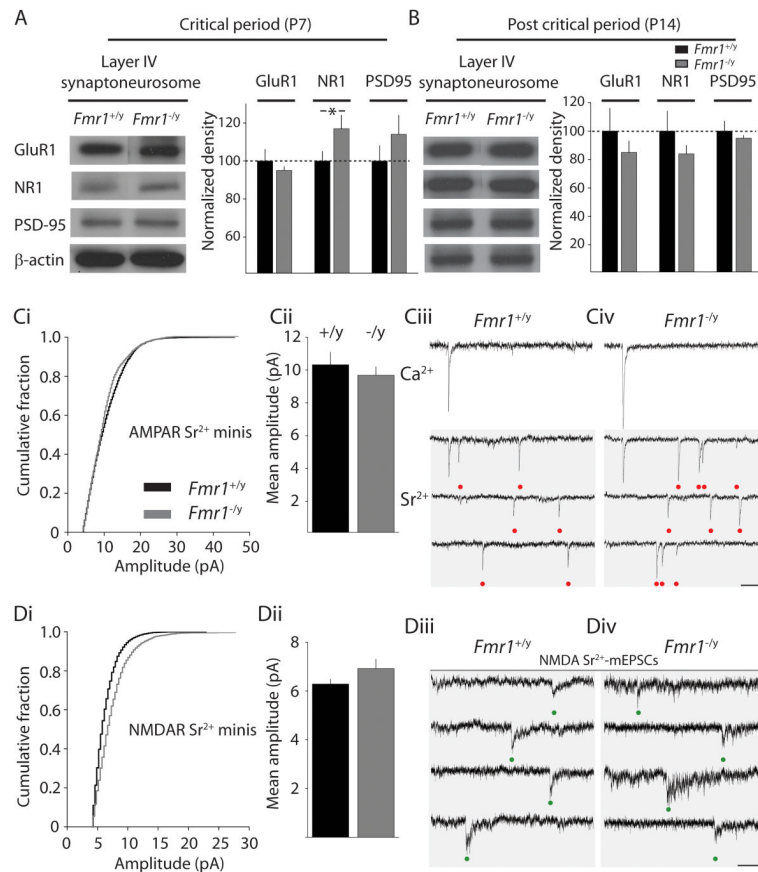 A
Critical period (P7)
Layer IV
synaptoneurosome
Fmr1+/y
Fmr1-/y
GluR1
NR1
PSD-95
β-actin
GluR1
NR1
PSD95
*
Normalized density
120
100
80
60
40
B
Post critical period (P14)
Fmr1+/y
Fmr1-/y
Layer IV
synaptoneurosome
Fmr1+/y
Fmr1-/y
GluR1
NR1
PSD95
Normalized density
120
100
80
60
40
20
Ci
Cumulative fraction
1.0
0.8
0.6
0.4
0.2
0
0
10
20
30
40
50
Amplitude (pA)
AMPAR Sr2+ minis
Fmr1+/y
Fmr1-/y
Cii
+/y
-/y
Mean amplitude (pA)
12
10
8
6
4
2
Ciii
Fmr1+/y
Civ
Fmr1-/y
Ca2+
Sr2+
Di
Cumulative fraction
1.0
0.8
0.6
0.4
0.2
0
0
5
10
15
20
25
30
Amplitude (pA)
NMDAR Sr2+ minis
Dii
Mean amplitude (pA)
8
6
4
2
Diii
Fmr1+/y
Div
Fmr1-/y
NMDA Sr2+-mEPSCs